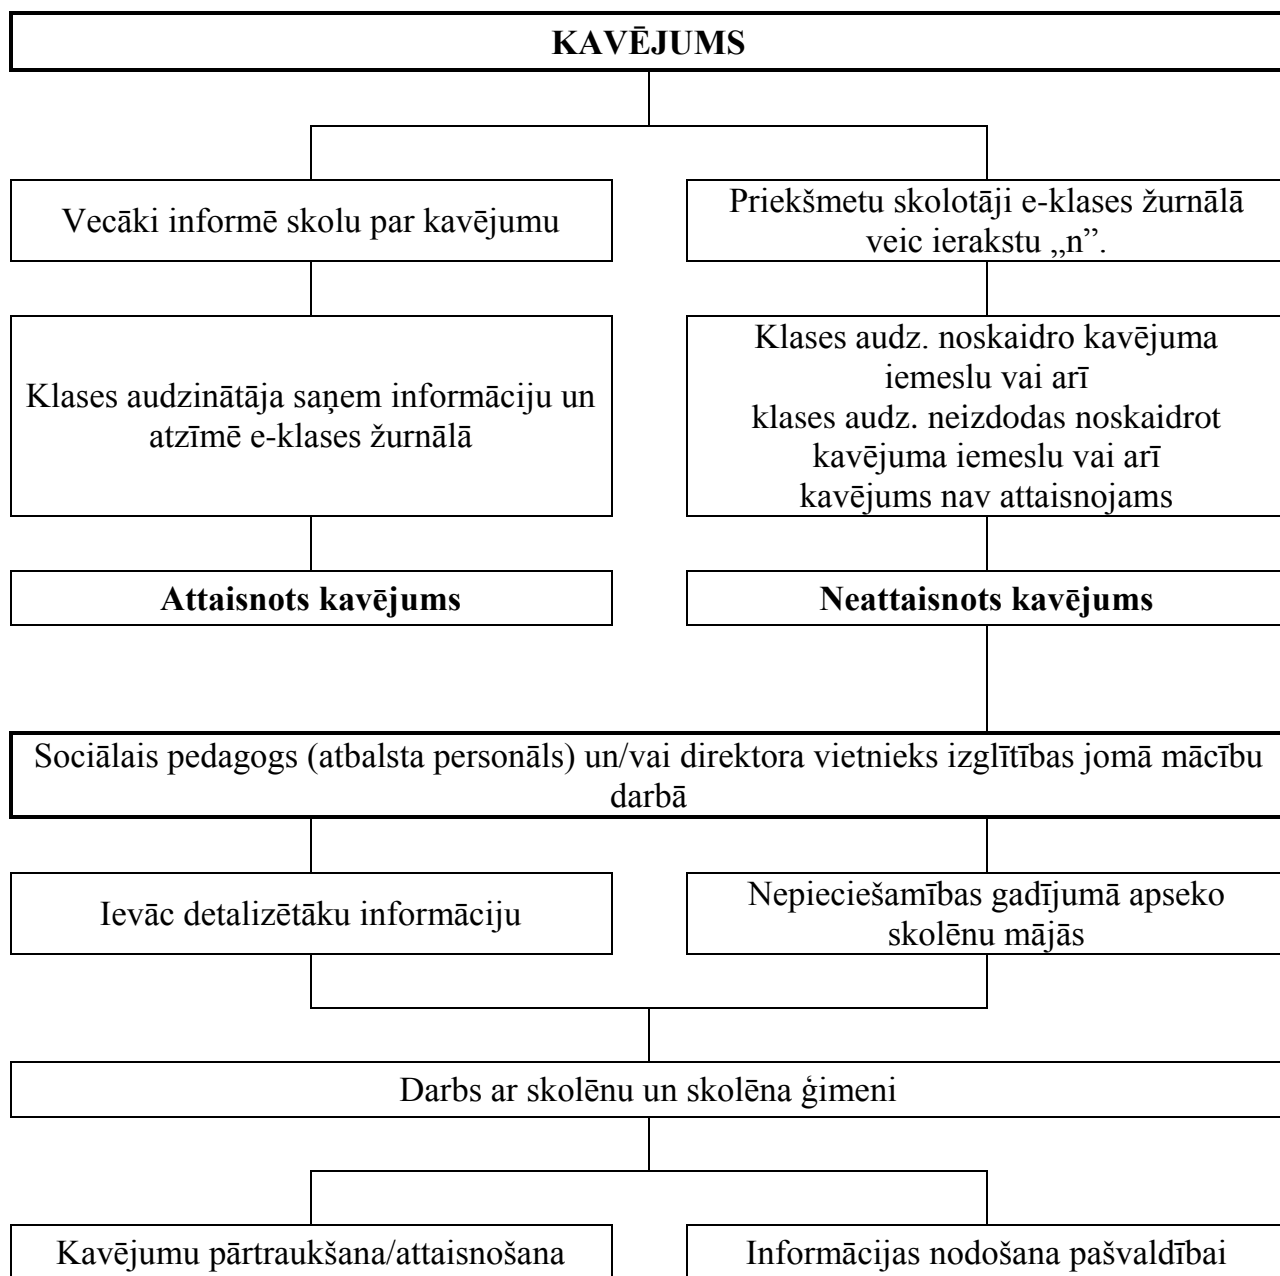 KAVĒJUMS
Vecāki informē skolu par kavējumu
Priekšmetu skolotāji e-klases žurnālā
veic ierakstu „n”.
Klases audzinātāja saņem informāciju un
atzīmē e-klases žurnālā
Klases audz. noskaidro kavējuma
iemeslu vai arī
klases audz. neizdodas noskaidrot
kavējuma iemeslu vai arī
kavējums nav attaisnojams
Attaisnots kavējums
Neattaisnots kavējums
Sociālais pedagogs (atbalsta personāls) un/vai direktora vietnieks izglītības jomā mācību
darbā
Ievāc detalizētāku informāciju
Nepieciešamības gadījumā apseko
skolēnu mājās
Darbs ar skolēnu un skolēna ģimeni
Kavējumu pārtraukšana/attaisnošana
Informācijas nodošana pašvaldībai